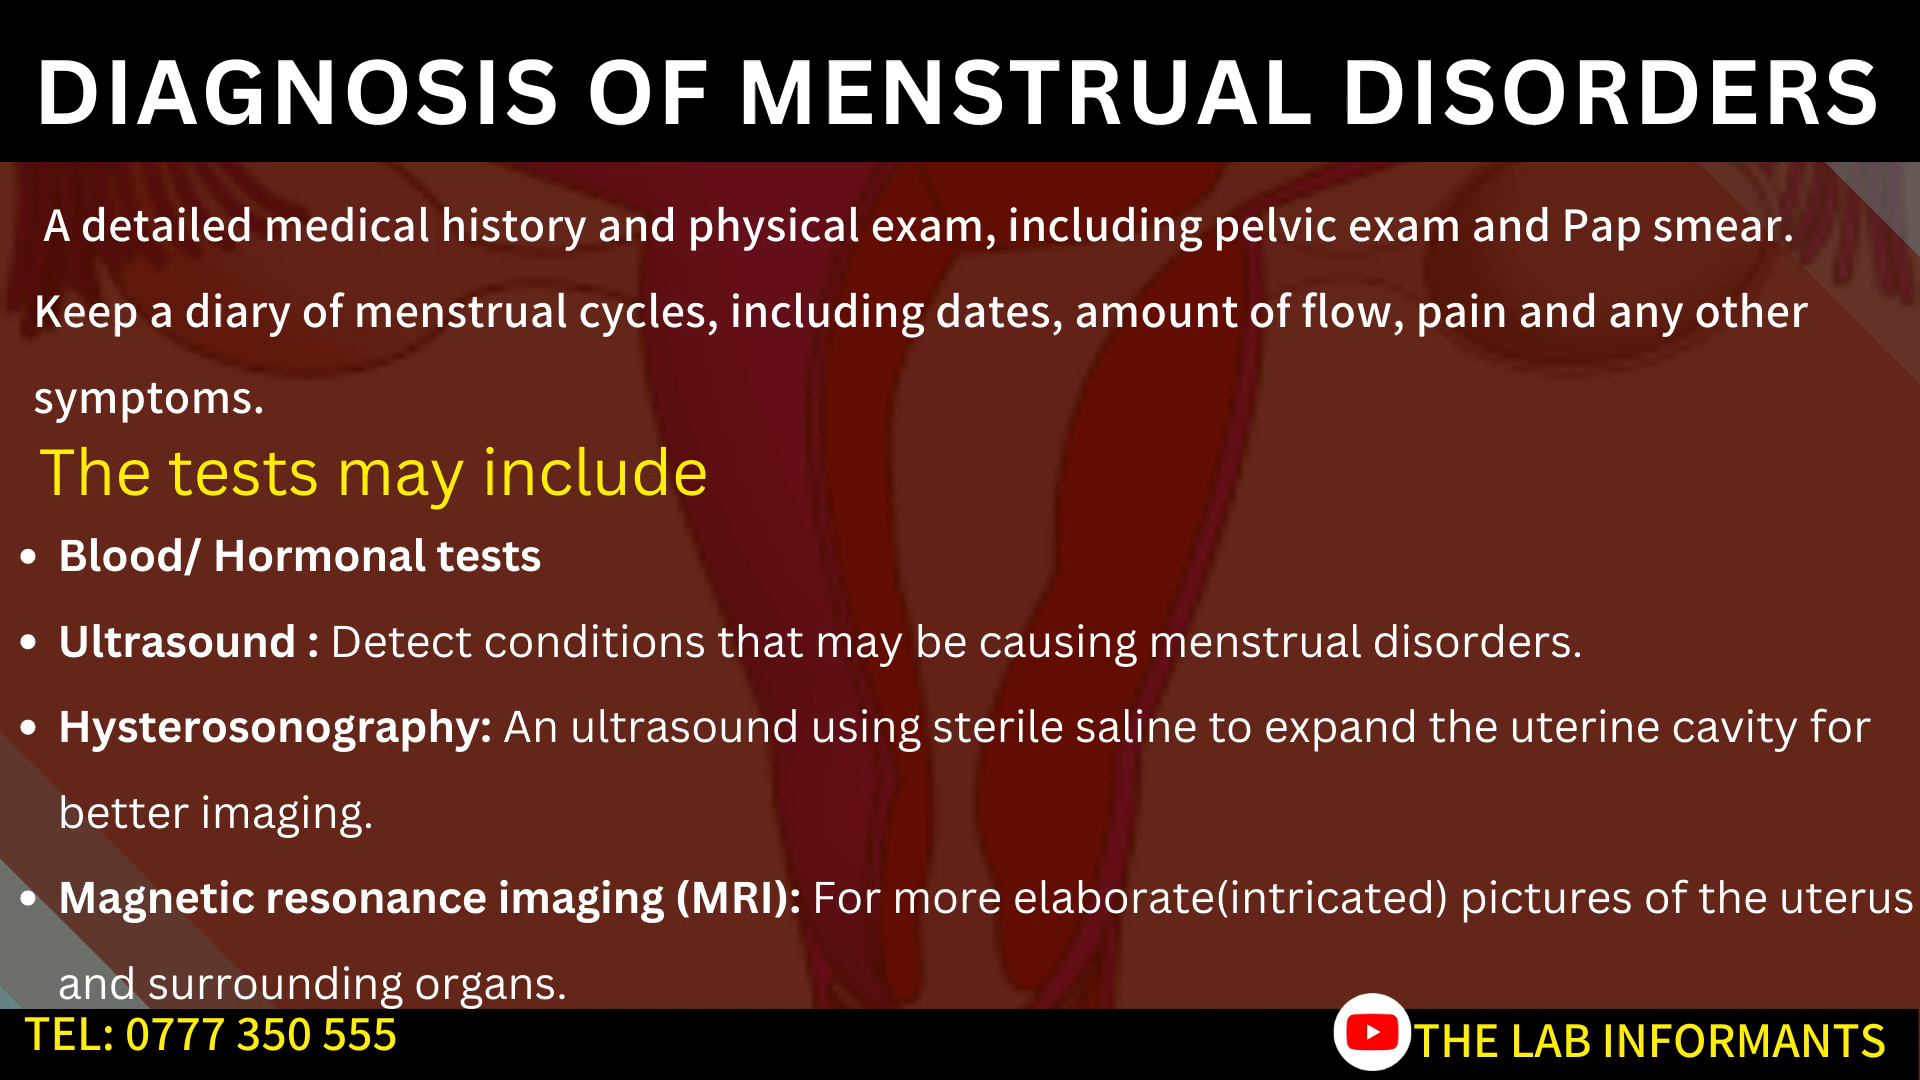 DIAGNOSIS OF MENSTRUAL DISORDERS
A detailed medical history and physical exam, including pelvic exam and Pap smear.
Keep a diary of menstrual cycles, including dates, amount of flow, pain and any other
symptoms.
The tests may include
• Blood/ Hormonal tests
• Ultrasound : Detect conditions that may be causing menstrual disorders.
• Hysterosonography: An ultrasound using sterile saline to expand the uterine cavity for
better imaging.
• Magnetic resonance imaging (MRI): For more elaborate(intricated) pictures of the uterus
and surrounding organs.
TEL: 0777 350 555
THE LAB INFORMANTS